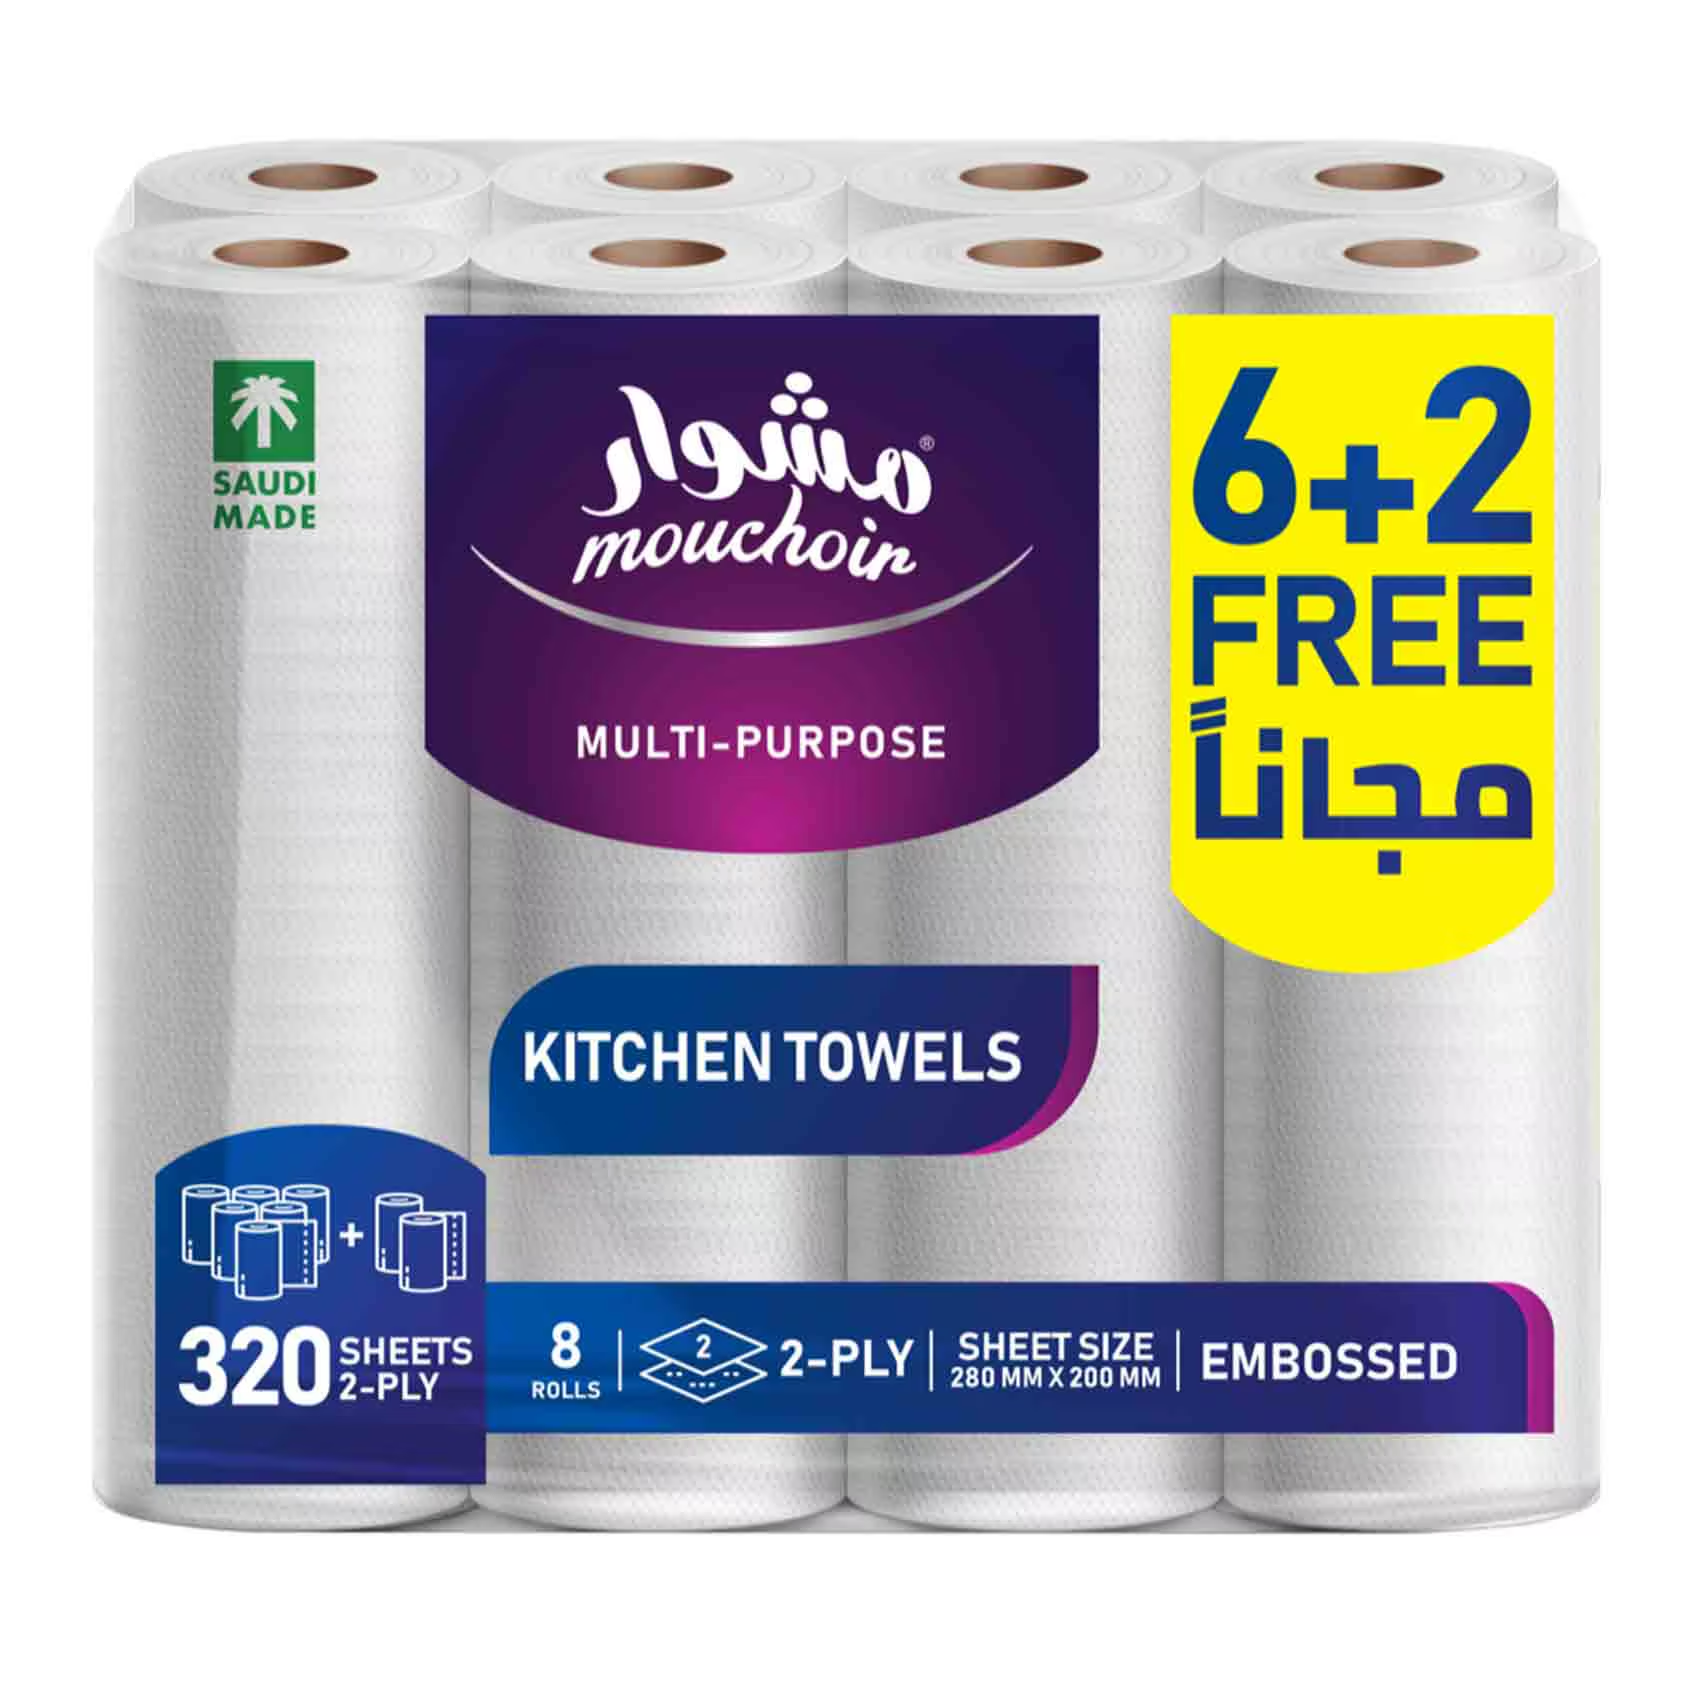 SAUDI
MADE
مشوار
®
mouchoir
MULTI-PURPOSE
6+2
FREE
مجاناً
KITCHEN TOWELS
+
320 SHEETS
2-PLY
8
ROLLS
2
2-PLY
SHEET SIZE
280 MM X 200 MM
EMBOSSED